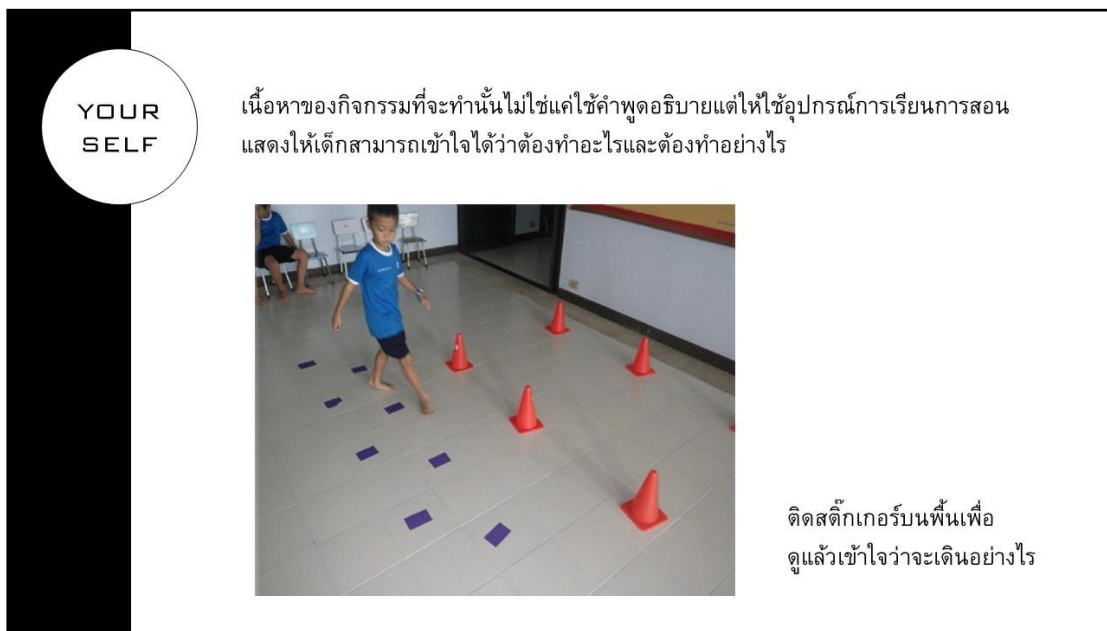 YOUR
SELF
เนื้อหาของกิจกรรมที่จะทำนั้นไม่ใช่แค่ใช้คำพูดอธิบายแต่ให้ใช้อุปกรณ์การเรียนการสอน
แสดงให้เด็กสามารถเข้าใจได้ว่าต้องทำอะไรและต้องทำอย่างไร
ติดสติ๊กเกอร์บนพื้นเพื่อ
ดูแล้วเข้าใจว่าจะเดินอย่างไร